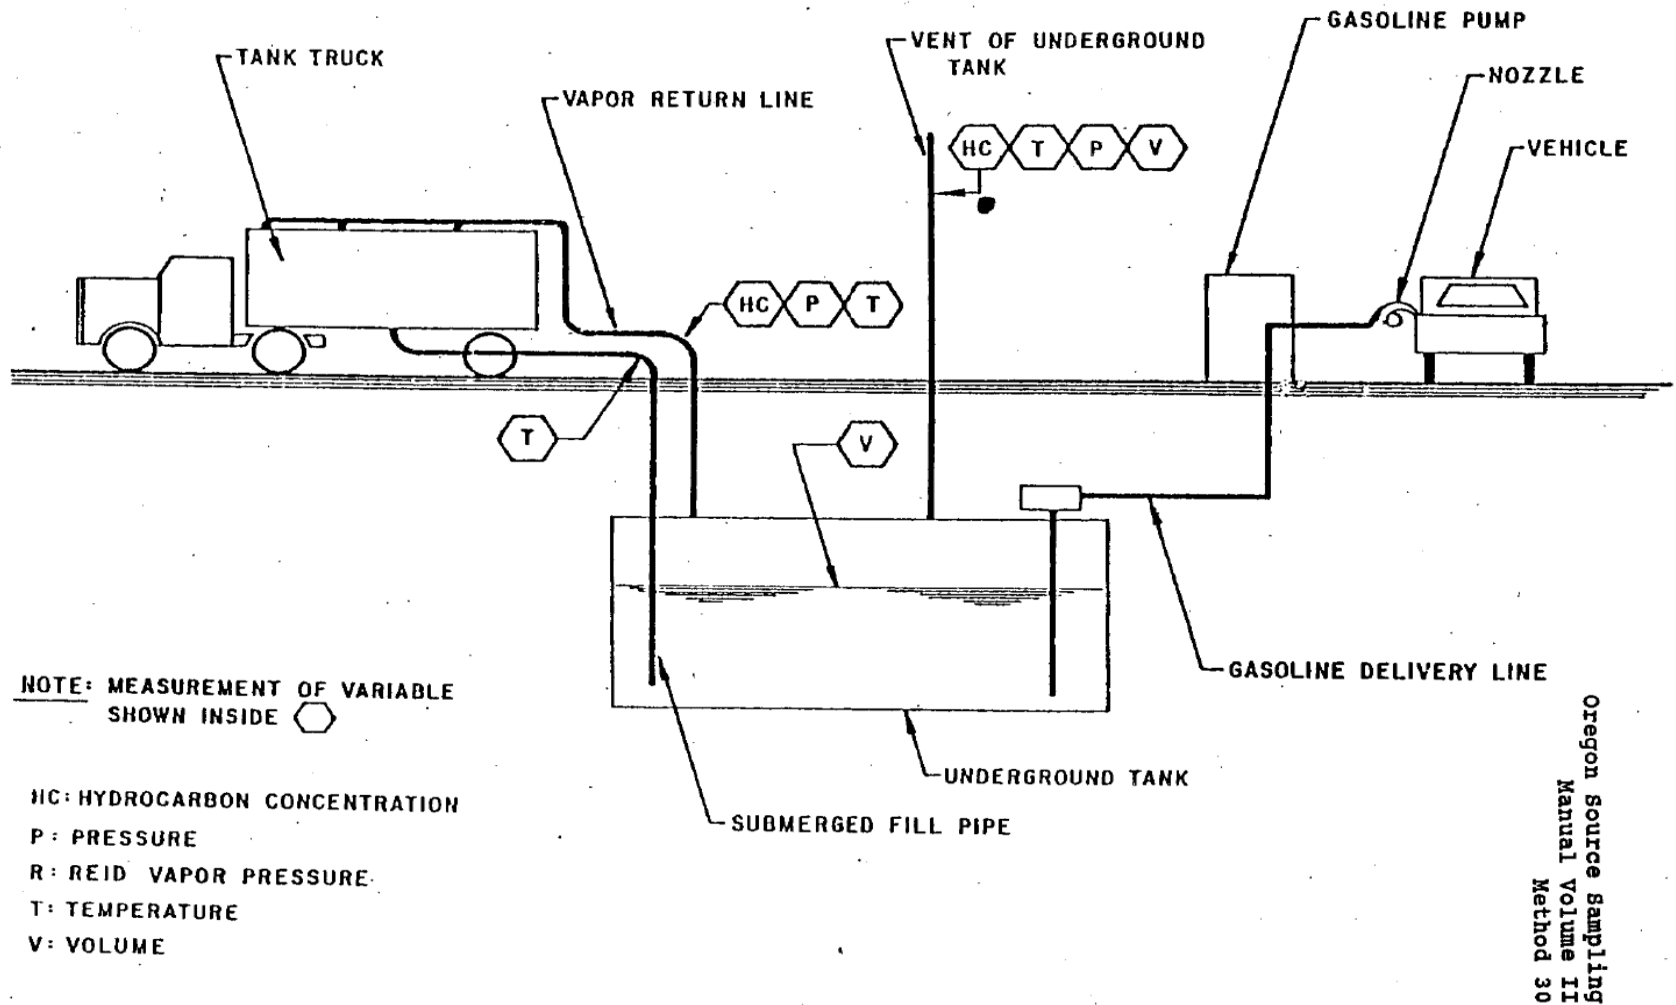 GASOLINE PUMP
VENT OF UNDERGROUND
TANK
TANK TRUCK
NOZZLE
VAPOR RETURN LINE
HC T P V
VEHICLE
HC P T
T
V
GASOLINE DELIVERY LINE
NOTE: MEASUREMENT OF VARIABLE
SHOWN INSIDE
UNDERGROUND TANK
SUBMERGED FILL PIPE
HC: HYDROCARBON CONCENTRATION
P: PRESSURE
R: REID VAPOR PRESSURE
T: TEMPERATURE
V: VOLUME
Oregon Source Sampling
Manual Volume II
Method 30